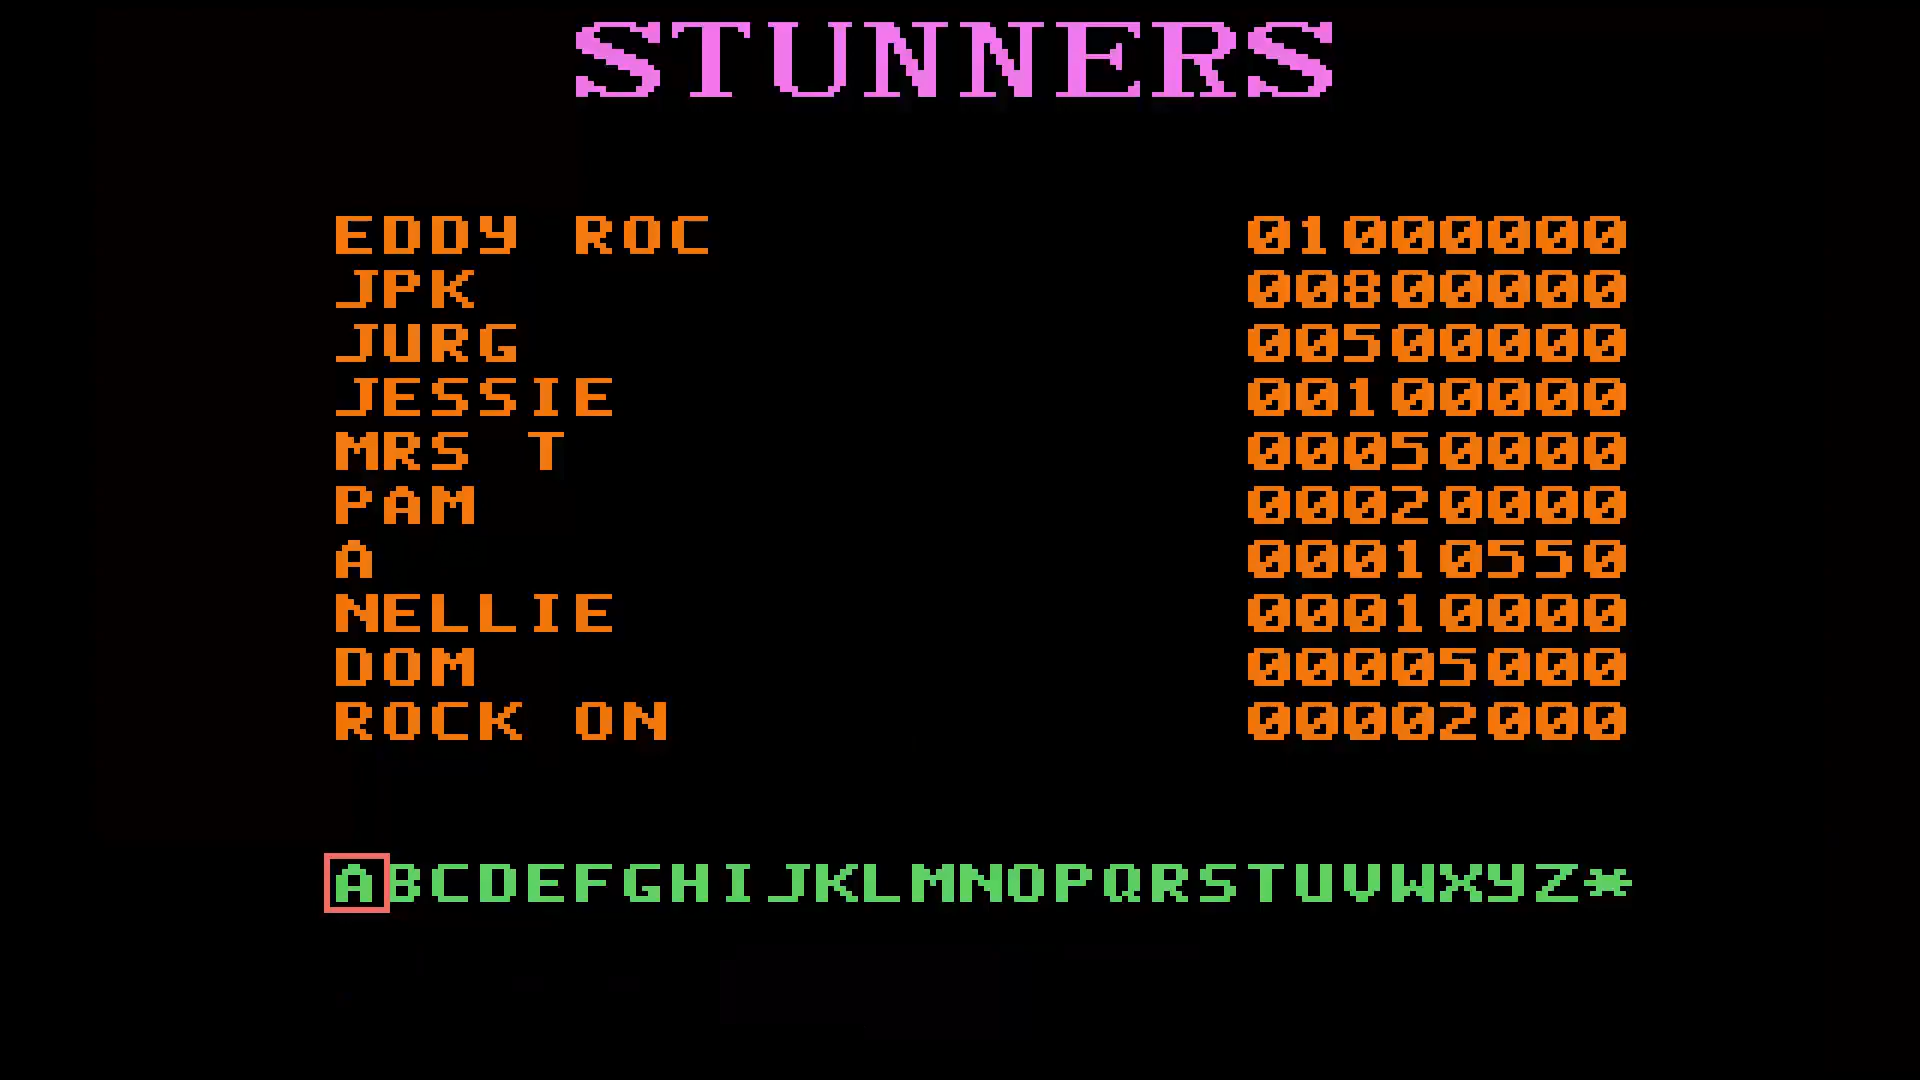 STUNNERS
EDDY ROC 01000000
JPK 00800000
JURG 00500000
JESSIE 00100000
MRS T 00050000
PAM 00020000
A 00010550
NELLIE 00010000
DOM 00005000
ROCK ON 00002000
ABCDEFGHIJKLMNOPQRSTUVWXYZ*